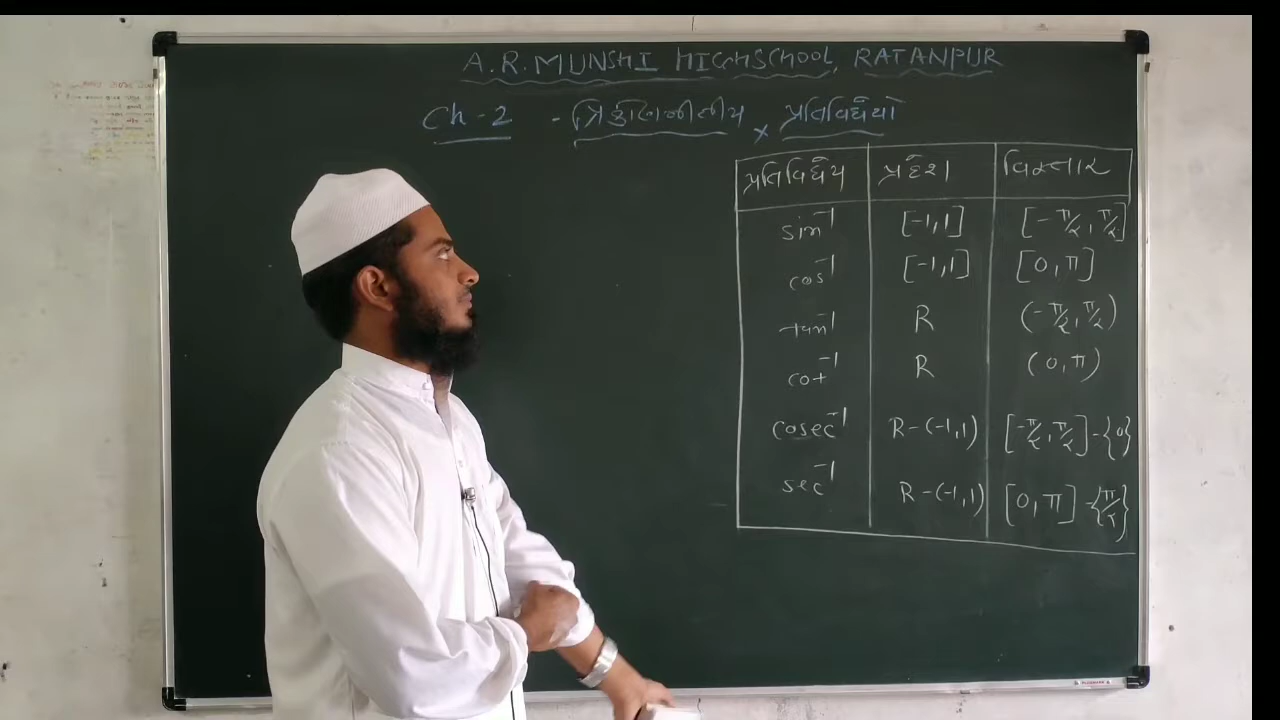 A.R. MUNSHI HIGHSCHOOL, RATANPUR
Ch-2 - ત્રિકોણમિતીય પ્રતિવિધેયો
પ્રતિવિધેય પ્રદેશ વિસ્તાર
sin⁻¹ [-1,1] [-π/2, π/2]
cos⁻¹ [-1,1] [0, π]
tan⁻¹ R (-π/2, π/2)
cot⁻¹ R (0, π)
cosec⁻¹ R-(-1,1) [-π/2, π/2]-{0}
sec⁻¹ R-(-1,1) [0, π]-{π/2}